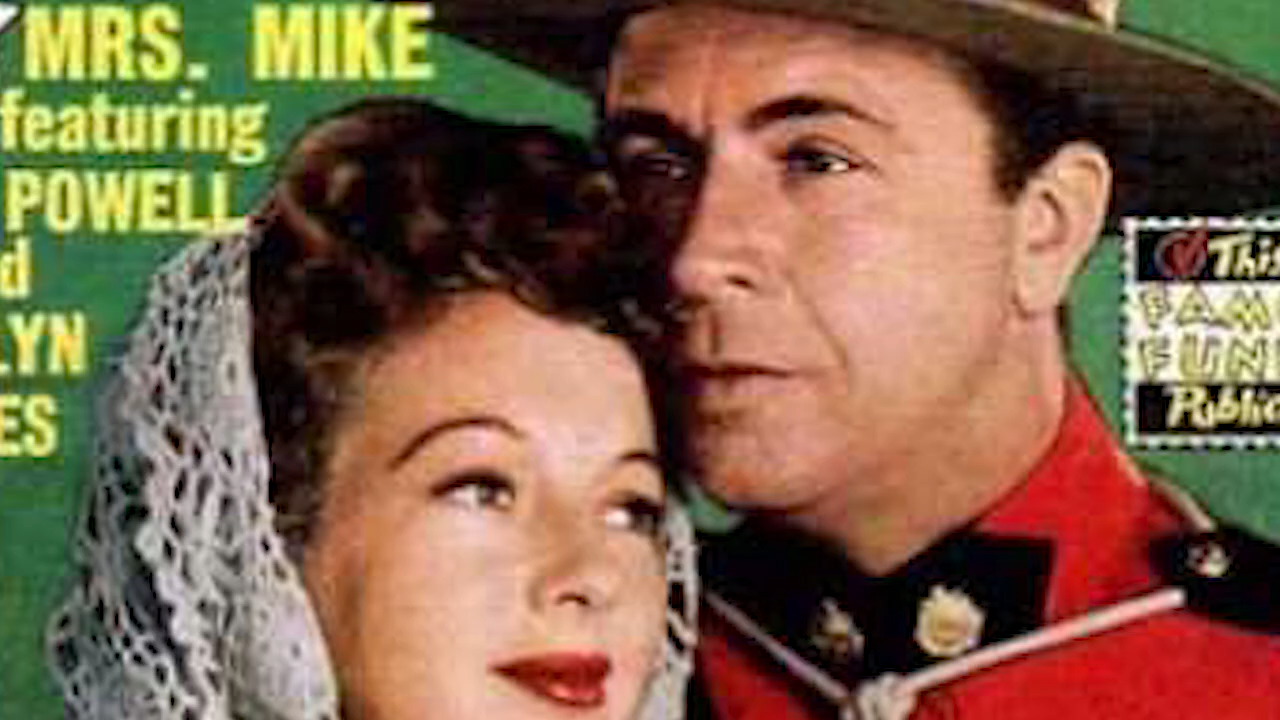 MRS. MIKE
featuring
POWELL
d
LYN
ES
This
FAM
FUN
Public